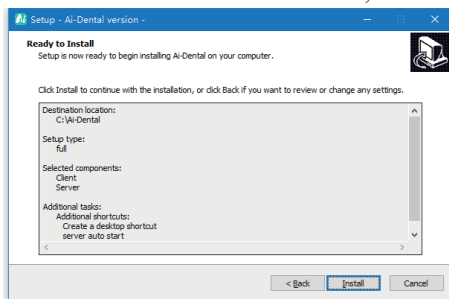 Ai Setup - Ai-Dental version -
Ready to Install
Setup is now ready to begin installing Ai-Dental on your computer.
Click Install to continue with the installation, or click Back if you want to review or change any settings.
Destination location:
C:\Ai-Dental
Setup type:
full
Selected components:
Client
Server
Additional tasks:
Additional shortcuts:
Create a desktop shortcut
server auto start
< Back
Install
Cancel